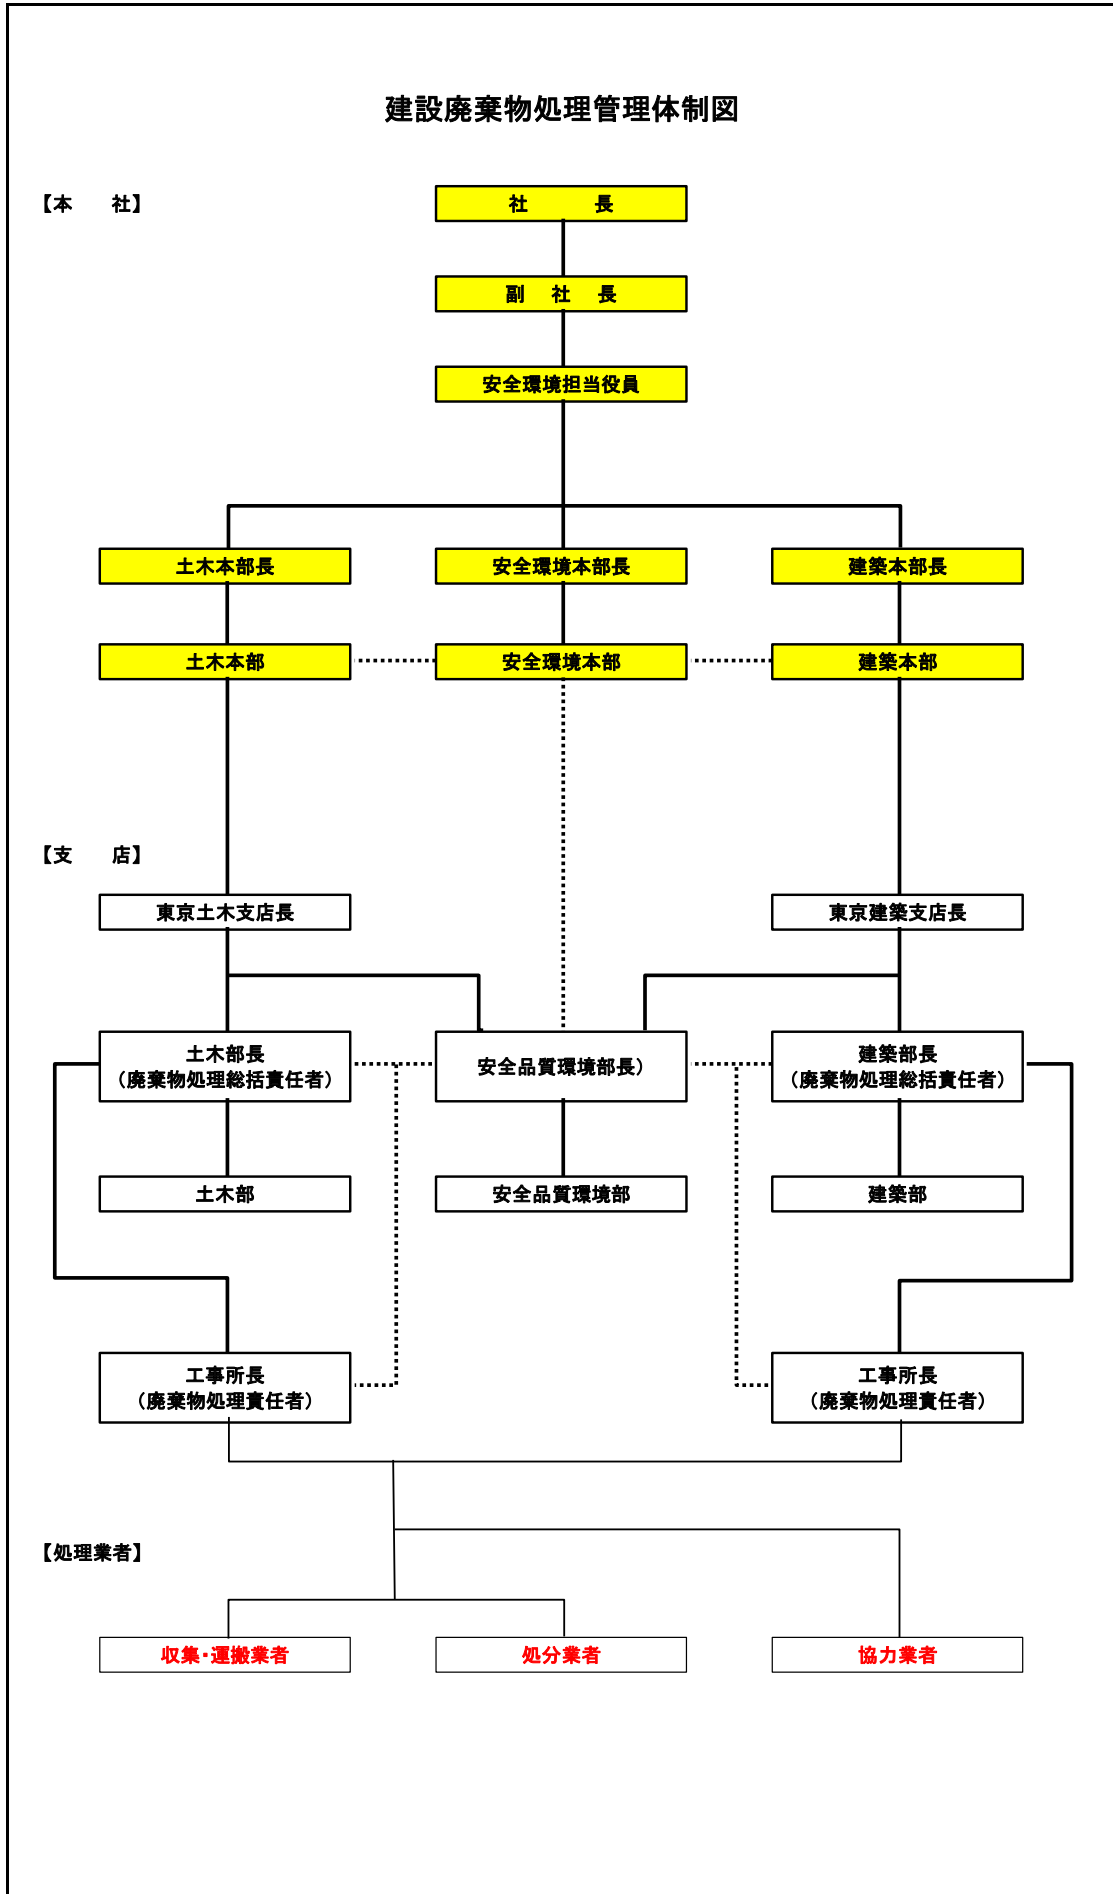 建設廃棄物処理管理体制図
【本　　社】
社　　　長
副　社　長
安全環境担当役員
土木本部長
安全環境本部長
建築本部長
土木本部
安全環境本部
建築本部
【支　　店】
東京土木支店長
東京建築支店長
土木部長
（廃棄物処理総括責任者）
安全品質環境部長）
建築部長
（廃棄物処理総括責任者）
土木部
安全品質環境部
建築部
工事所長
（廃棄物処理責任者）
工事所長
（廃棄物処理責任者）
【処理業者】
収集・運搬業者
処分業者
協力業者